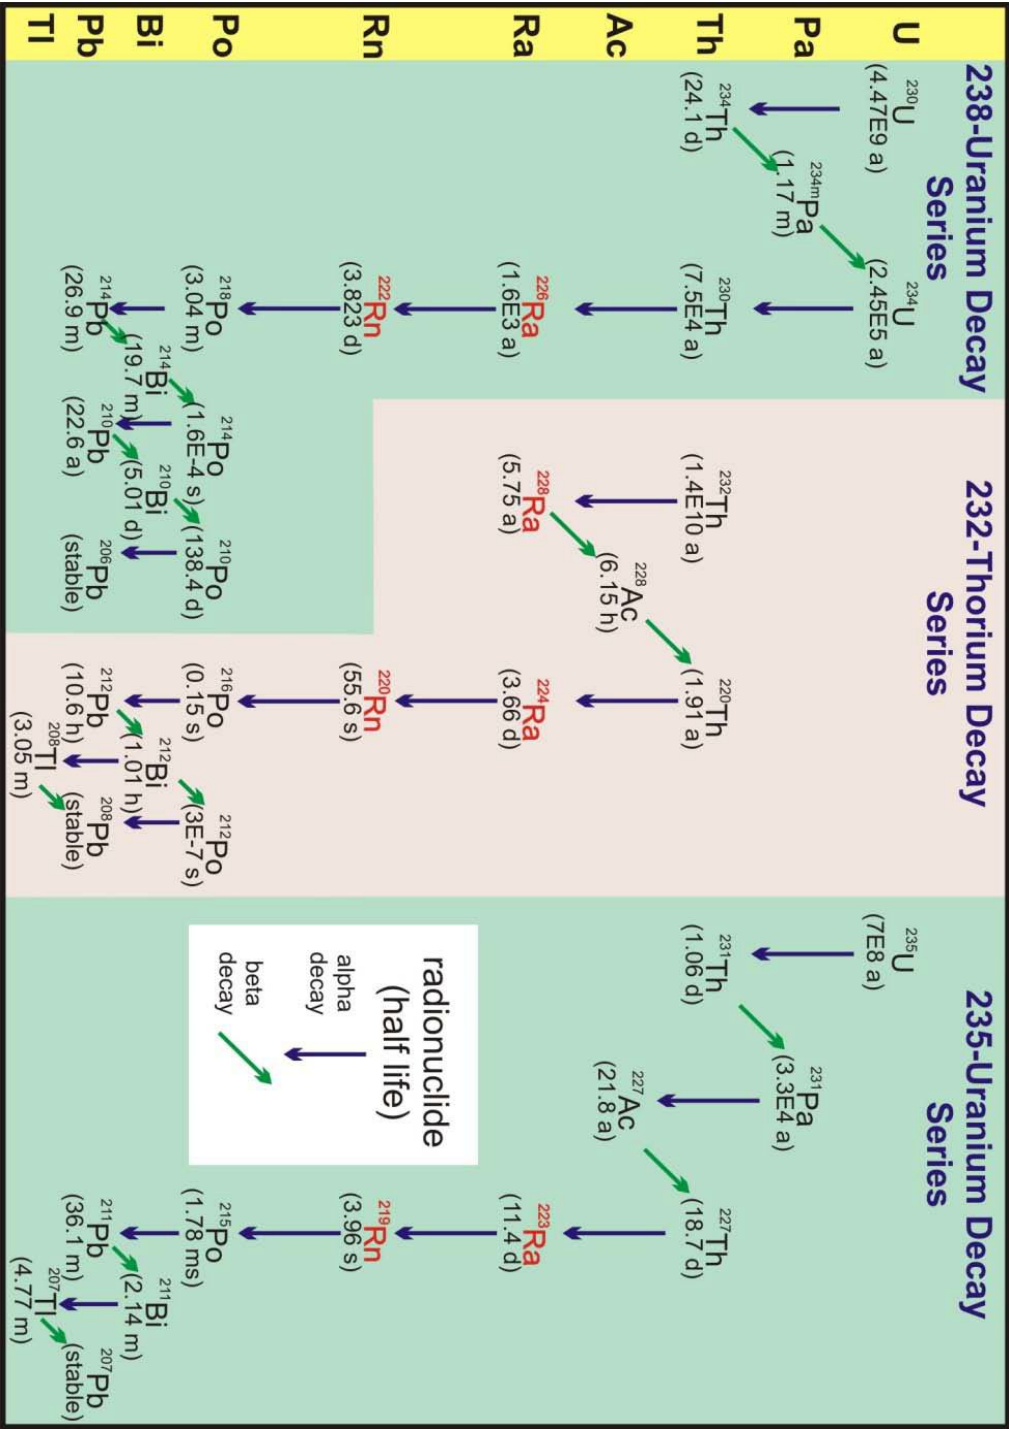 U
Pa
Th
Ac
Ra
Rn
Po
Bi
Pb
Tl
238-Uranium Decay
Series
230U
(4.47E9 a)
234U
(2.45E5 a)
234mPa
(1.17 m)
234Th
(24.1 d)
230Th
(7.5E4 a)
226Ra
(1.6E3 a)
222Rn
(3.823 d)
218Po
(3.04 m)
214Po
(1.6E-4 s)
210Po
(138.4 d)
214Bi
(19.7 m)
210Bi
(5.01 d)
214Pb
(26.9 m)
210Pb
(22.6 a)
206Pb
(stable)
232-Thorium Decay
Series
232Th
(1.4E10 a)
220Th
(1.91 a)
228Ac
(6.15 h)
228Ra
(5.75 a)
224Ra
(3.66 d)
220Rn
(55.6 s)
216Po
(0.15 s)
212Po
(3E-7 s)
212Bi
(1.01 h)
212Pb
(10.6 h)
208Pb
(stable)
208Tl
(3.05 m)
235-Uranium Decay
Series
235U
(7E8 a)
231Pa
(3.3E4 a)
231Th
(1.06 d)
227Th
(18.7 d)
227Ac
(21.8 a)
223Ra
(11.4 d)
219Rn
(3.96 s)
215Po
(1.78 ms)
211Bi
(2.14 m)
211Pb
(36.1 m)
207Pb
(stable)
207Tl
(4.77 m)
radionuclide
(half life)
alpha
decay
beta
decay